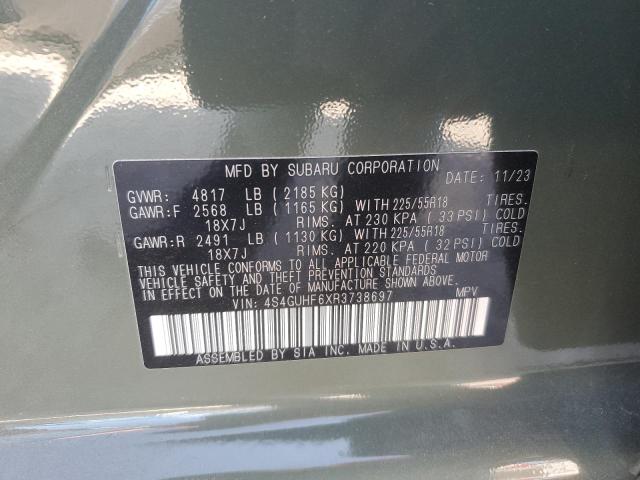 MFD BY SUBARU CORPORATION DATE: 11/23
GVWR: 4817 LB (2185 KG)
GAWR:F 2568 LB (1165 KG) WITH 225/55R18 TIRES.
18X7J RIMS. AT 230 KPA (33 PSI) COLD
GAWR:R 2491 LB (1130 KG) WITH 225/55R18 TIRES.
18X7J RIMS. AT 220 KPA (32 PSI) COLD
THIS VEHICLE CONFORMS TO ALL APPLICABLE FEDERAL MOTOR
VEHICLE SAFETY AND THEFT PREVENTION STANDARDS
IN EFFECT ON THE DATE OF MANUFACTURE SHOWN ABOVE.
VIN: 4S4GUHF6XR3738697 MPV
ASSEMBLED BY SIA INC. MADE IN U.S.A.